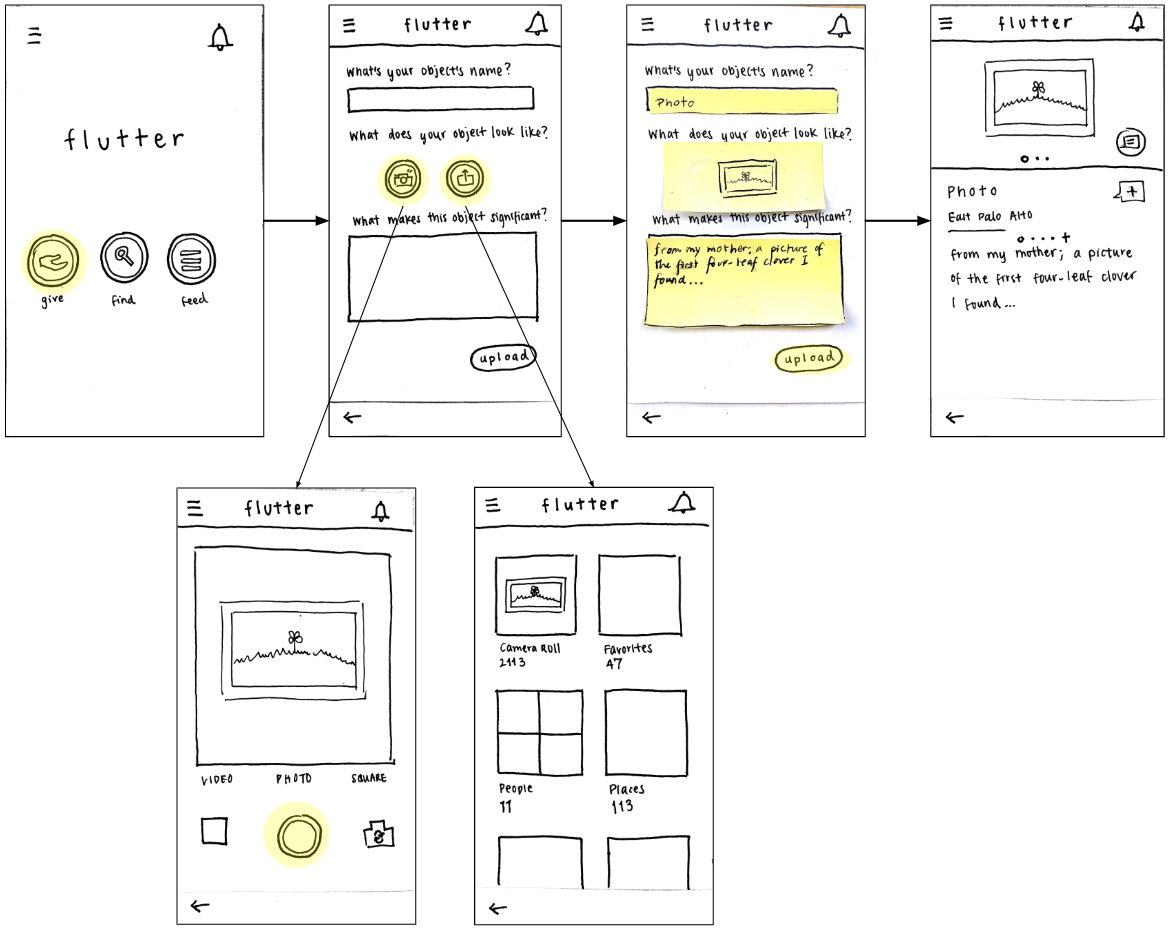 flutter
give
find
feed
flutter
What's your object's name?
What does your object look like?
What makes this object significant?
upload
flutter
What's your object's name?
Photo
What does your object look like?
What makes this object significant?
from my mother; a picture of
the first four-leaf clover I
found...
upload
flutter
Photo
East Palo Alto
from my mother; a picture
of the first four-leaf clover
I found...
flutter
VIDEO
PHOTO
SQUARE
flutter
Camera Roll
2113
Favorites
47
People
11
Places
113